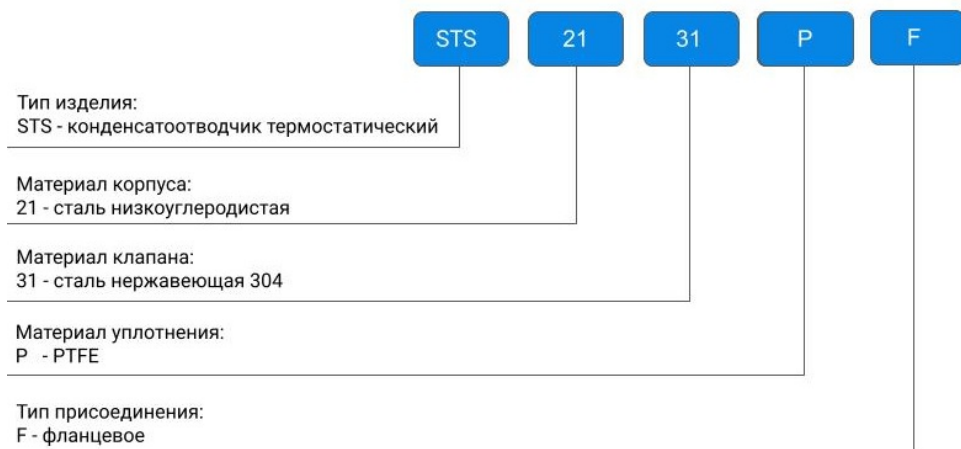 STS 21 31 P F
Тип изделия:
STS - конденсатоотводчик термостатический
Материал корпуса:
21 - сталь низкоуглеродистая
Материал клапана:
31 - сталь нержавеющая 304
Материал уплотнения:
P - PTFE
Тип присоединения:
F - фланцевое